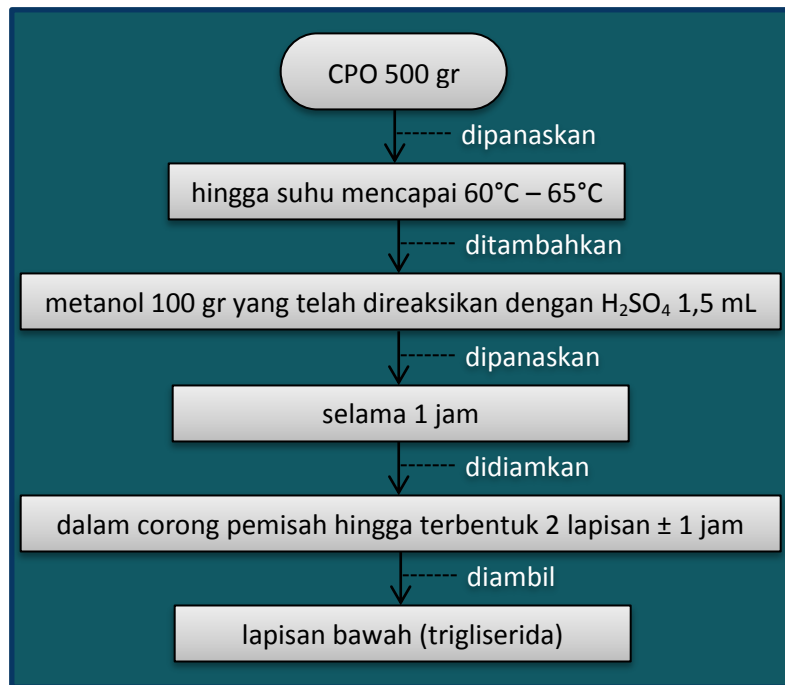 CPO 500 gr
dipanaskan
hingga suhu mencapai 60°C – 65°C
ditambahkan
metanol 100 gr yang telah direaksikan dengan H₂SO₄ 1,5 mL
dipanaskan
selama 1 jam
didiamkan
dalam corong pemisah hingga terbentuk 2 lapisan ± 1 jam
diambil
lapisan bawah (trigliserida)